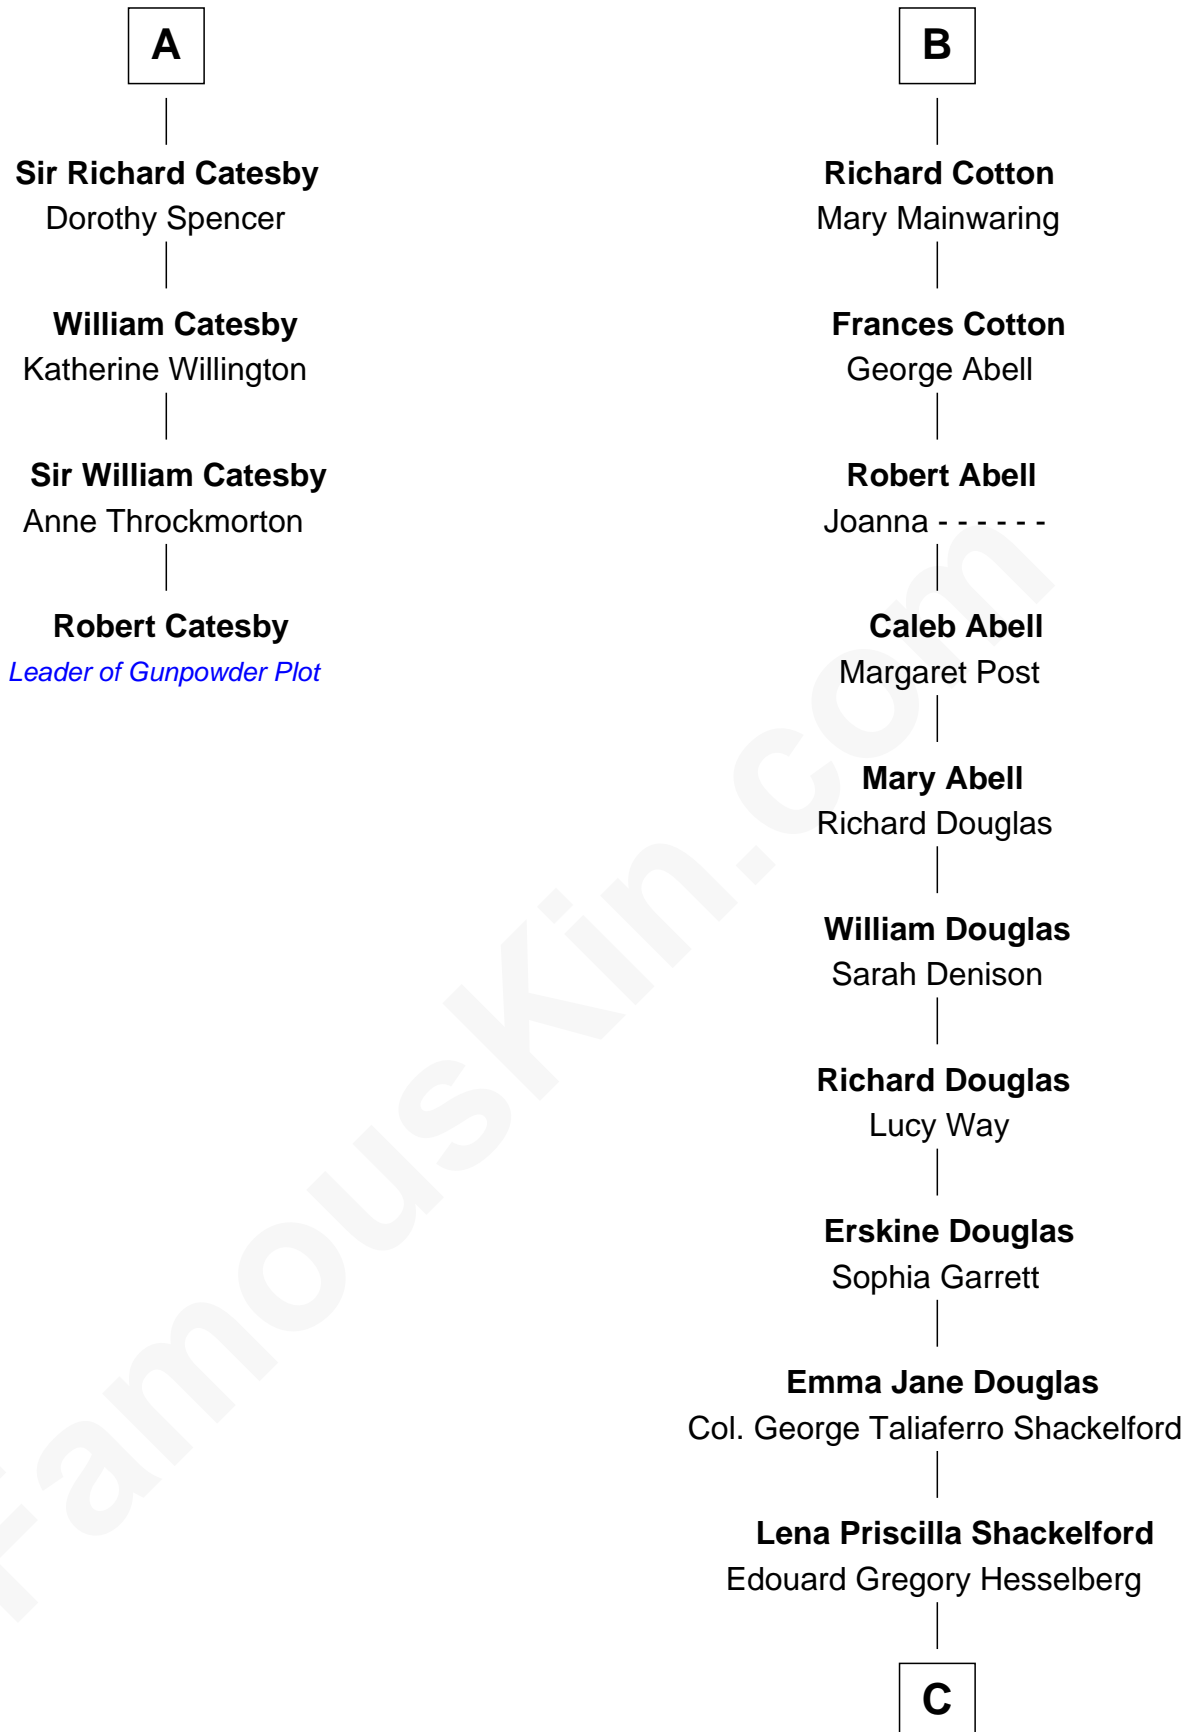 A
Sir Richard Catesby
Dorothy Spencer
William Catesby
Katherine Willington
Sir William Catesby
Anne Throckmorton
Robert Catesby
Leader of Gunpowder Plot
B
Richard Cotton
Mary Mainwaring
Frances Cotton
George Abell
Robert Abell
Joanna - - - - - -
Caleb Abell
Margaret Post
Mary Abell
Richard Douglas
William Douglas
Sarah Denison
Richard Douglas
Lucy Way
Erskine Douglas
Sophia Garrett
Emma Jane Douglas
Col. George Taliaferro Shackelford
Lena Priscilla Shackelford
Edouard Gregory Hesselberg
C
FamousKin.com